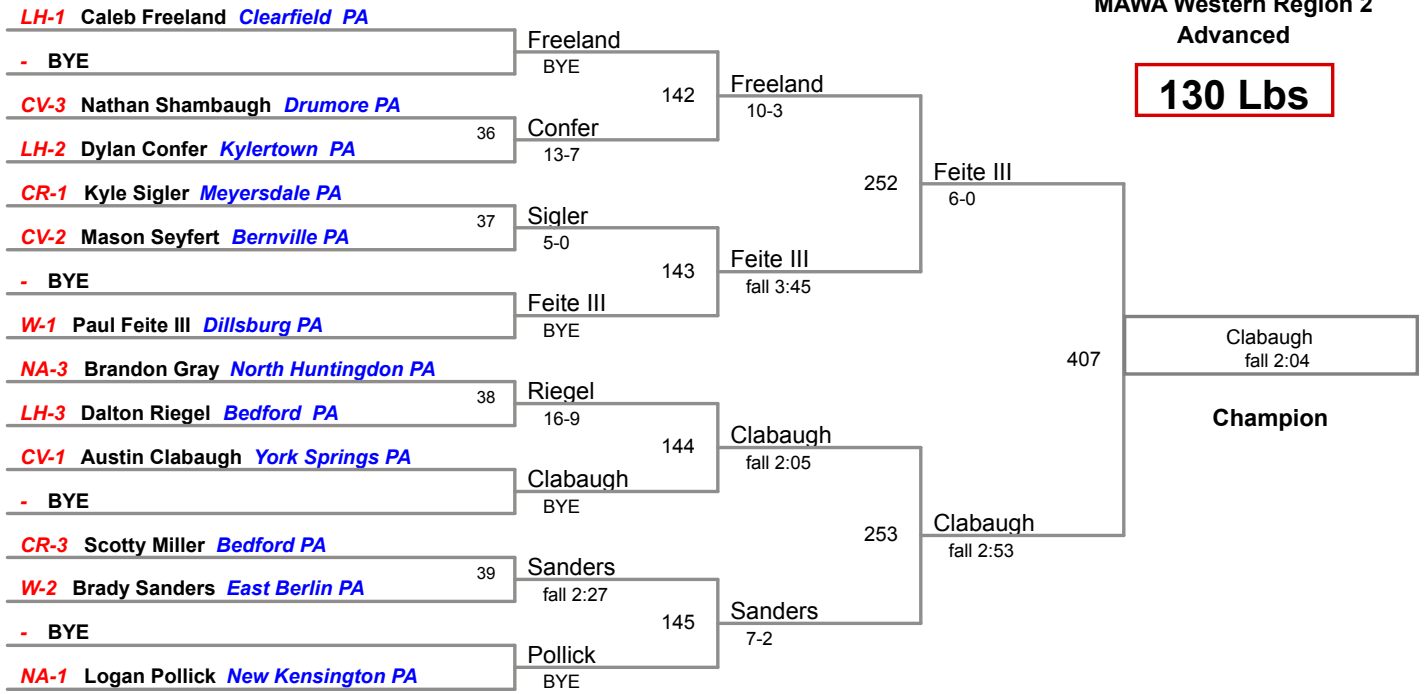 MAWA Western Region 2
Advanced
130 Lbs
LH-1 Caleb Freeland Clearfield PA
- BYE
CV-3 Nathan Shambaugh Drumore PA
LH-2 Dylan Confer Kylertown PA
CR-1 Kyle Sigler Meyersdale PA
CV-2 Mason Seyfert Bernville PA
- BYE
W-1 Paul Feite III Dillsburg PA
NA-3 Brandon Gray North Huntingdon PA
LH-3 Dalton Riegel Bedford PA
CV-1 Austin Clabaugh York Springs PA
- BYE
CR-3 Scotty Miller Bedford PA
W-2 Brady Sanders East Berlin PA
- BYE
NA-1 Logan Pollick New Kensington PA
36
37
38
39
Freeland
BYE
Confer
13-7
Sigler
5-0
Feite III
BYE
Riegel
16-9
Clabaugh
BYE
Sanders
fall 2:27
Pollick
BYE
142
143
144
145
Freeland
10-3
Feite III
fall 3:45
Clabaugh
fall 2:05
Sanders
7-2
252
253
Feite III
6-0
Clabaugh
fall 2:53
407
Clabaugh
fall 2:04
Champion